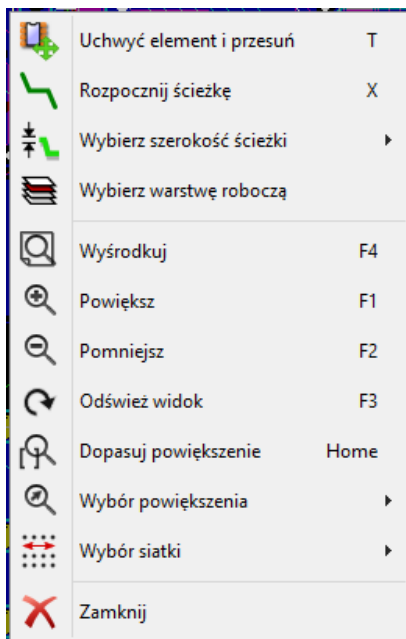 Uchwyć element i przesuń T
Rozpocznij ścieżkę X
Wybierz szerokość ścieżki
Wybierz warstwę roboczą
Wyśrodkuj F4
Powiększ F1
Pomniejsz F2
Odśwież widok F3
Dopasuj powiększenie Home
Wybór powiększenia
Wybór siatki
Zamknij